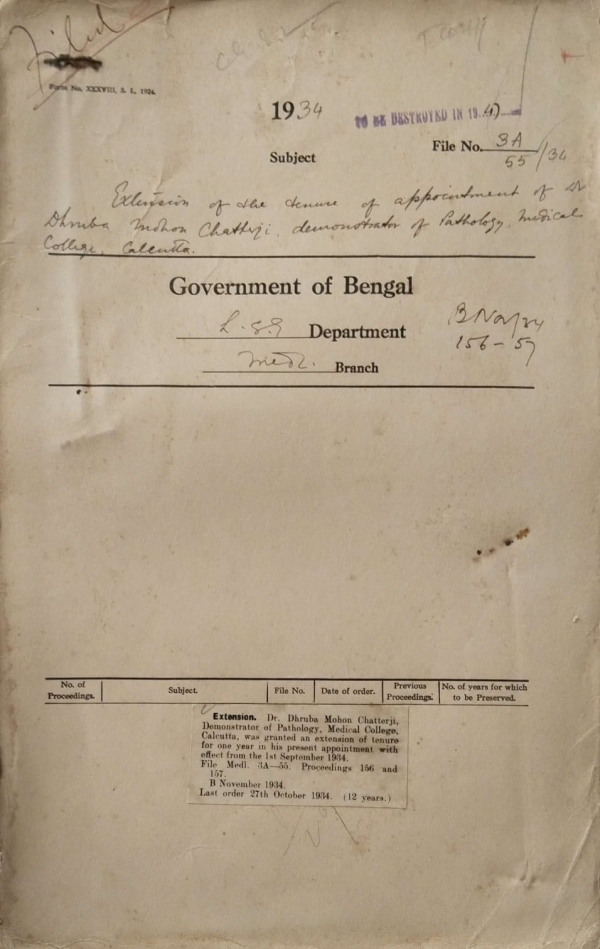 Filed
Form No. XXXVIII, S. L. 1924.
1934
TO BE DESTROYED IN 19 47
Subject
File No. 3A/55/34
Extension of the tenure of appointment of Dr
Dhruba Mohon Chatterji, demonstrator of Pathology, Medical
College, Calcutta.
Government of Bengal
L. S. G. Department
B Nov/34
156-57
Medl. Branch
No. of Proceedings. Subject. File No. Date of order. Previous Proceedings. No. of years for which to be Preserved.
Extension. Dr. Dhruba Mohon Chatterji,
Demonstrator of Pathology, Medical College,
Calcutta, was granted an extension of tenure
for one year in his present appointment with
effect from the 1st September 1934.
File Medl. 3A—55. Proceedings 156 and
157.
B November 1934.
Last order 27th October 1934. (12 years.)